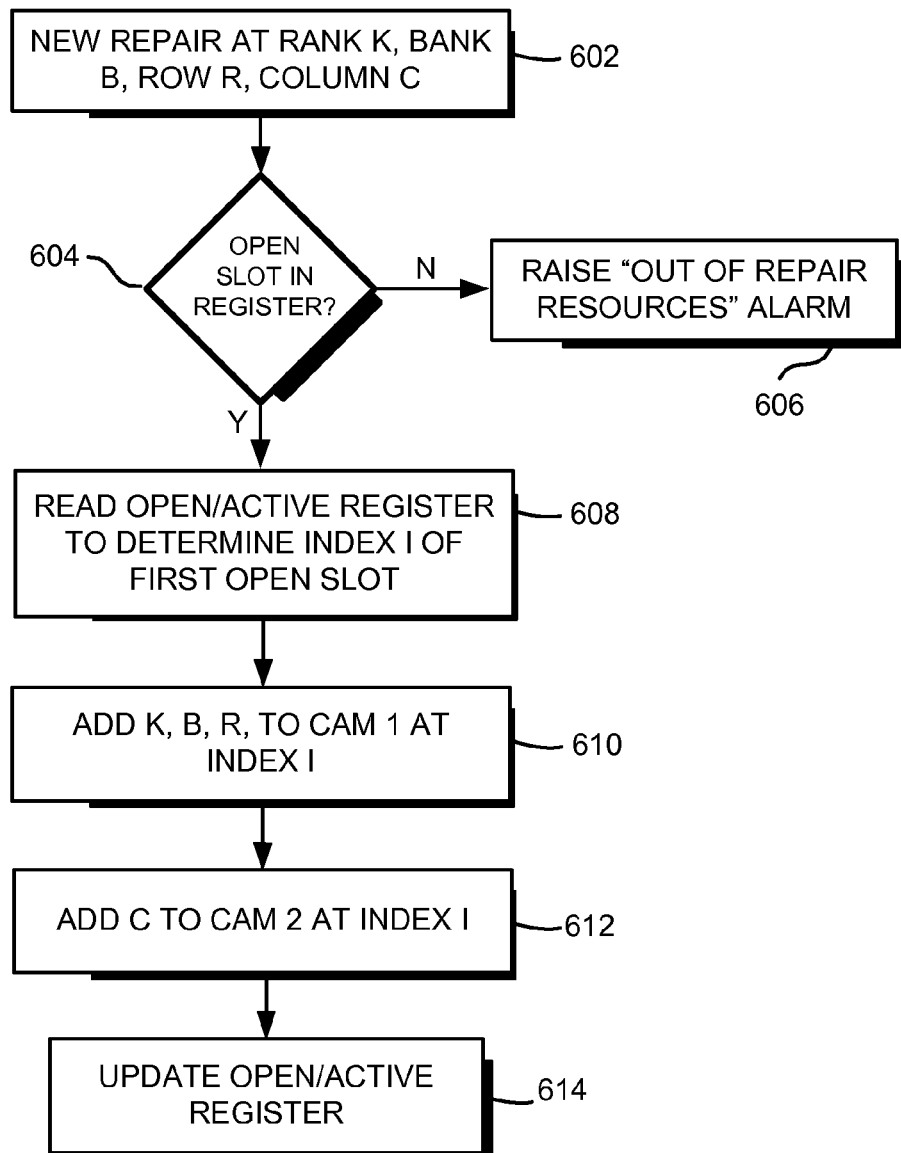 NEW REPAIR AT RANK K, BANK
B, ROW R, COLUMN C
602
604
OPEN
SLOT IN
REGISTER?
N
RAISE “OUT OF REPAIR
RESOURCES” ALARM
606
Y
READ OPEN/ACTIVE REGISTER
TO DETERMINE INDEX I OF
FIRST OPEN SLOT
608
ADD K, B, R, TO CAM 1 AT
INDEX I
610
ADD C TO CAM 2 AT INDEX I
612
UPDATE OPEN/ACTIVE
REGISTER
614